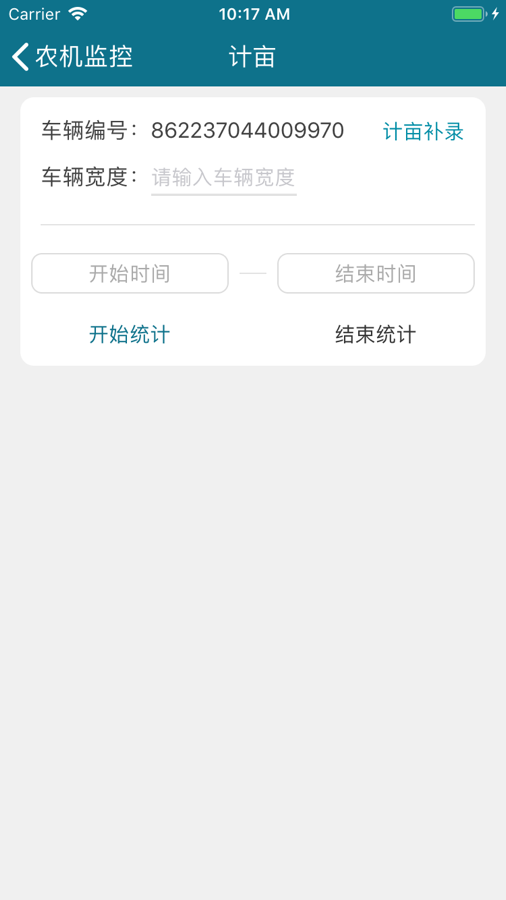 Carrier 10:17 AM
农机监控 计亩
车辆编号：862237044009970 计亩补录
车辆宽度：请输入车辆宽度
开始时间 — 结束时间
开始统计 结束统计